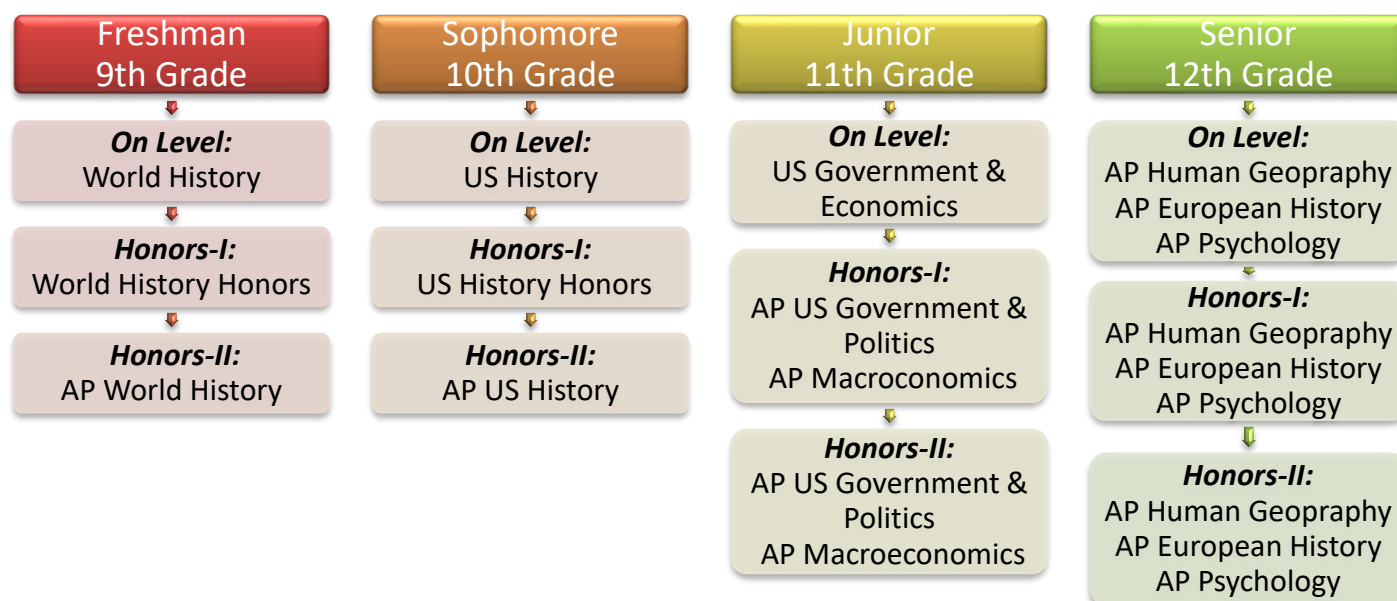 Freshman
9th Grade
On Level:
World History
Honors-I:
World History Honors
Honors-II:
AP World History
Sophomore
10th Grade
On Level:
US History
Honors-I:
US History Honors
Honors-II:
AP US History
Junior
11th Grade
On Level:
US Government &
Economics
Honors-I:
AP US Government &
Politics
AP Macroconomics
Honors-II:
AP US Government &
Politics
AP Macroeconomics
Senior
12th Grade
On Level:
AP Human Geopraphy
AP European History
AP Psychology
Honors-I:
AP Human Geopraphy
AP European History
AP Psychology
Honors-II:
AP Human Geopraphy
AP European History
AP Psychology